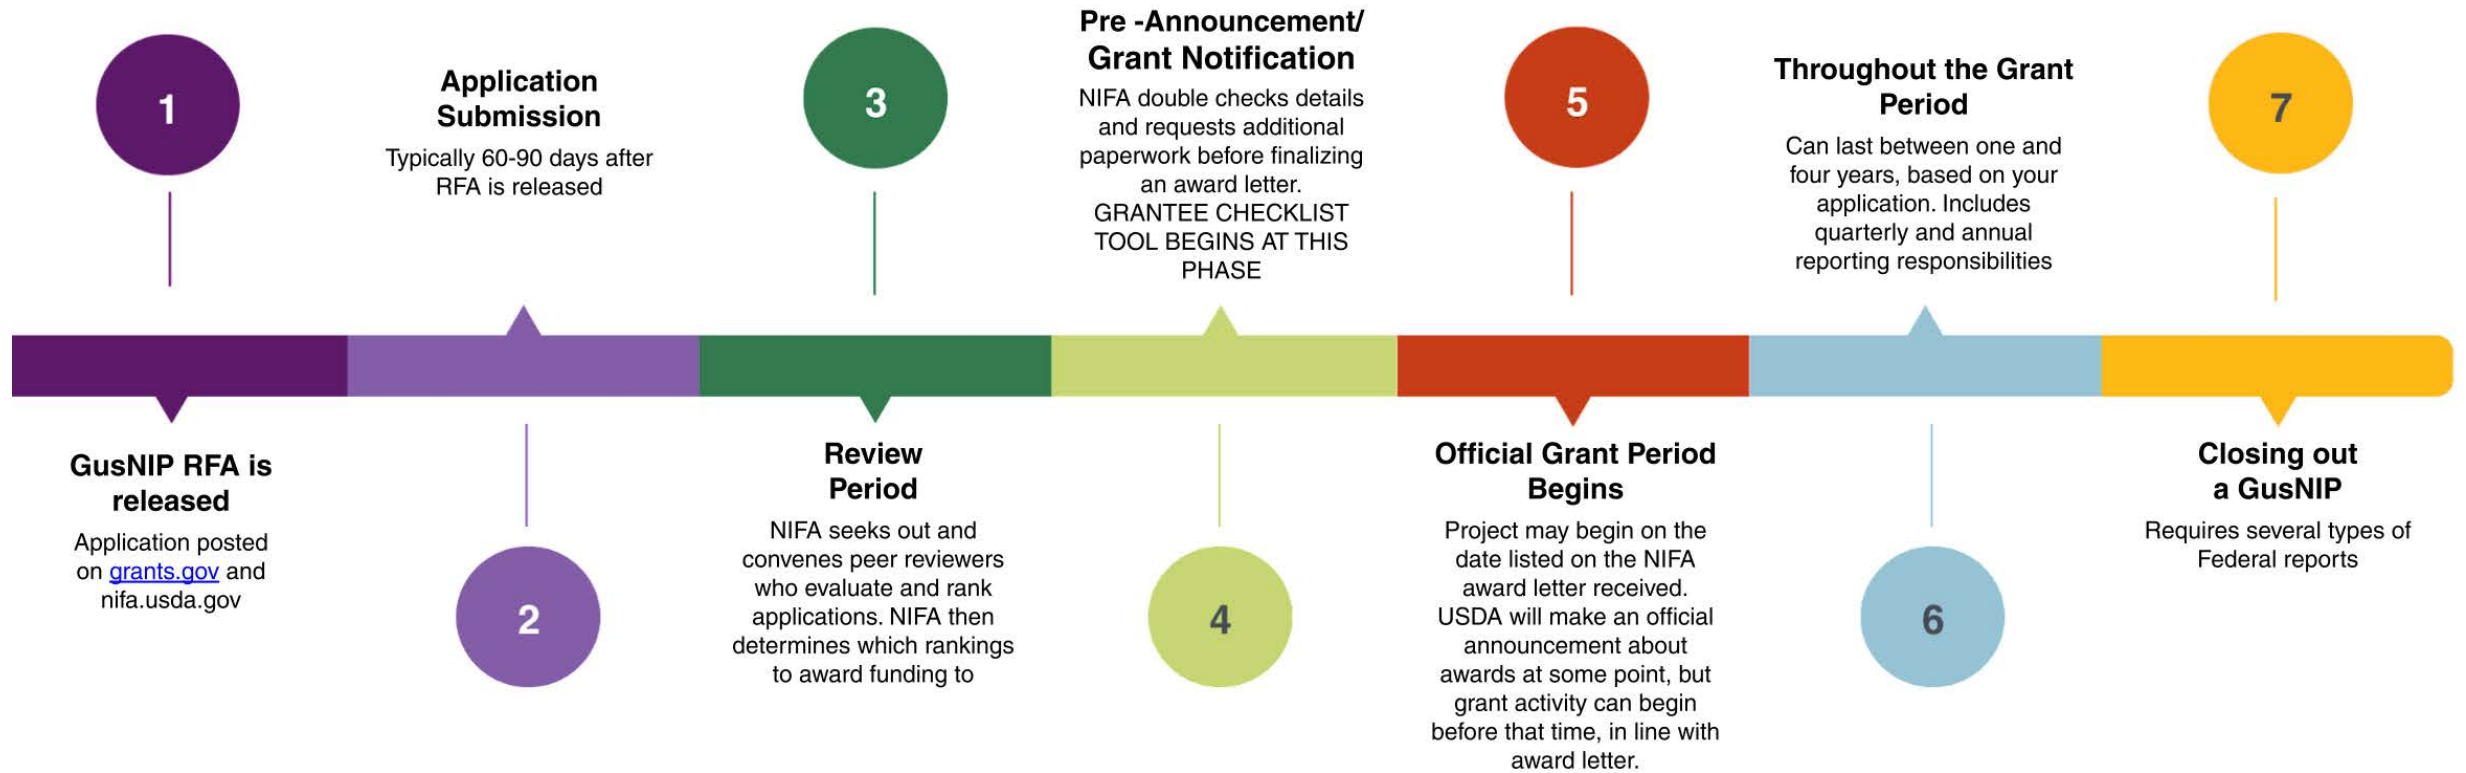 1
GusNIP RFA is
released
Application posted
on grants.gov and
nifa.usda.gov
Application
Submission
Typically 60-90 days after
RFA is released
2
3
Review
Period
NIFA seeks out and
convenes peer reviewers
who evaluate and rank
applications. NIFA then
determines which rankings
to award funding to
Pre -Announcement/
Grant Notification
NIFA double checks details
and requests additional
paperwork before finalizing
an award letter.
GRANTEE CHECKLIST
TOOL BEGINS AT THIS
PHASE
4
5
Official Grant Period
Begins
Project may begin on the
date listed on the NIFA
award letter received.
USDA will make an official
announcement about
awards at some point, but
grant activity can begin
before that time, in line with
award letter.
Throughout the Grant
Period
Can last between one and
four years, based on your
application. Includes
quarterly and annual
reporting responsibilities
6
7
Closing out
a GusNIP
Requires several types of
Federal reports